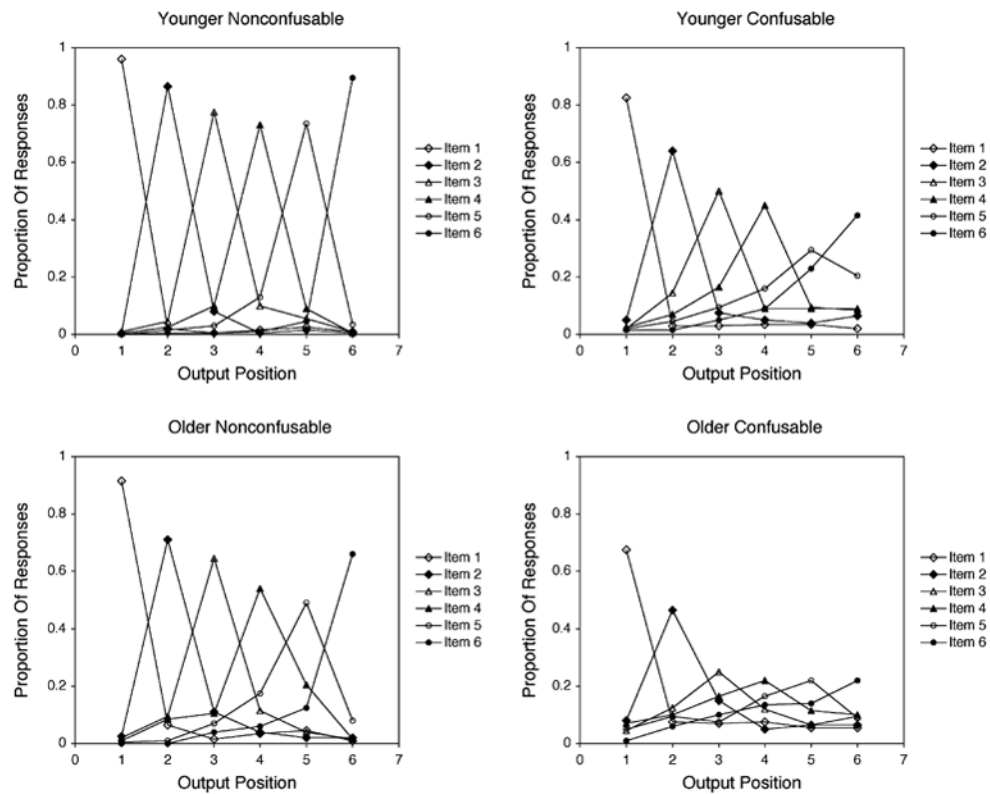 Younger Nonconfusable
1
0.8
0.6
0.4
0.2
0
0 1 2 3 4 5 6 7
Proportion Of Responses
Output Position
Item 1
Item 2
Item 3
Item 4
Item 5
Item 6
Younger Confusable
1
0.8
0.6
0.4
0.2
0
0 1 2 3 4 5 6 7
Proportion Of Responses
Output Position
Item 1
Item 2
Item 3
Item 4
Item 5
Item 6
Older Nonconfusable
1
0.8
0.6
0.4
0.2
0
0 1 2 3 4 5 6 7
Proportion Of Responses
Output Position
Item 1
Item 2
Item 3
Item 4
Item 5
Item 6
Older Confusable
1
0.8
0.6
0.4
0.2
0
0 1 2 3 4 5 6 7
Proportion Of Responses
Output Position
Item 1
Item 2
Item 3
Item 4
Item 5
Item 6